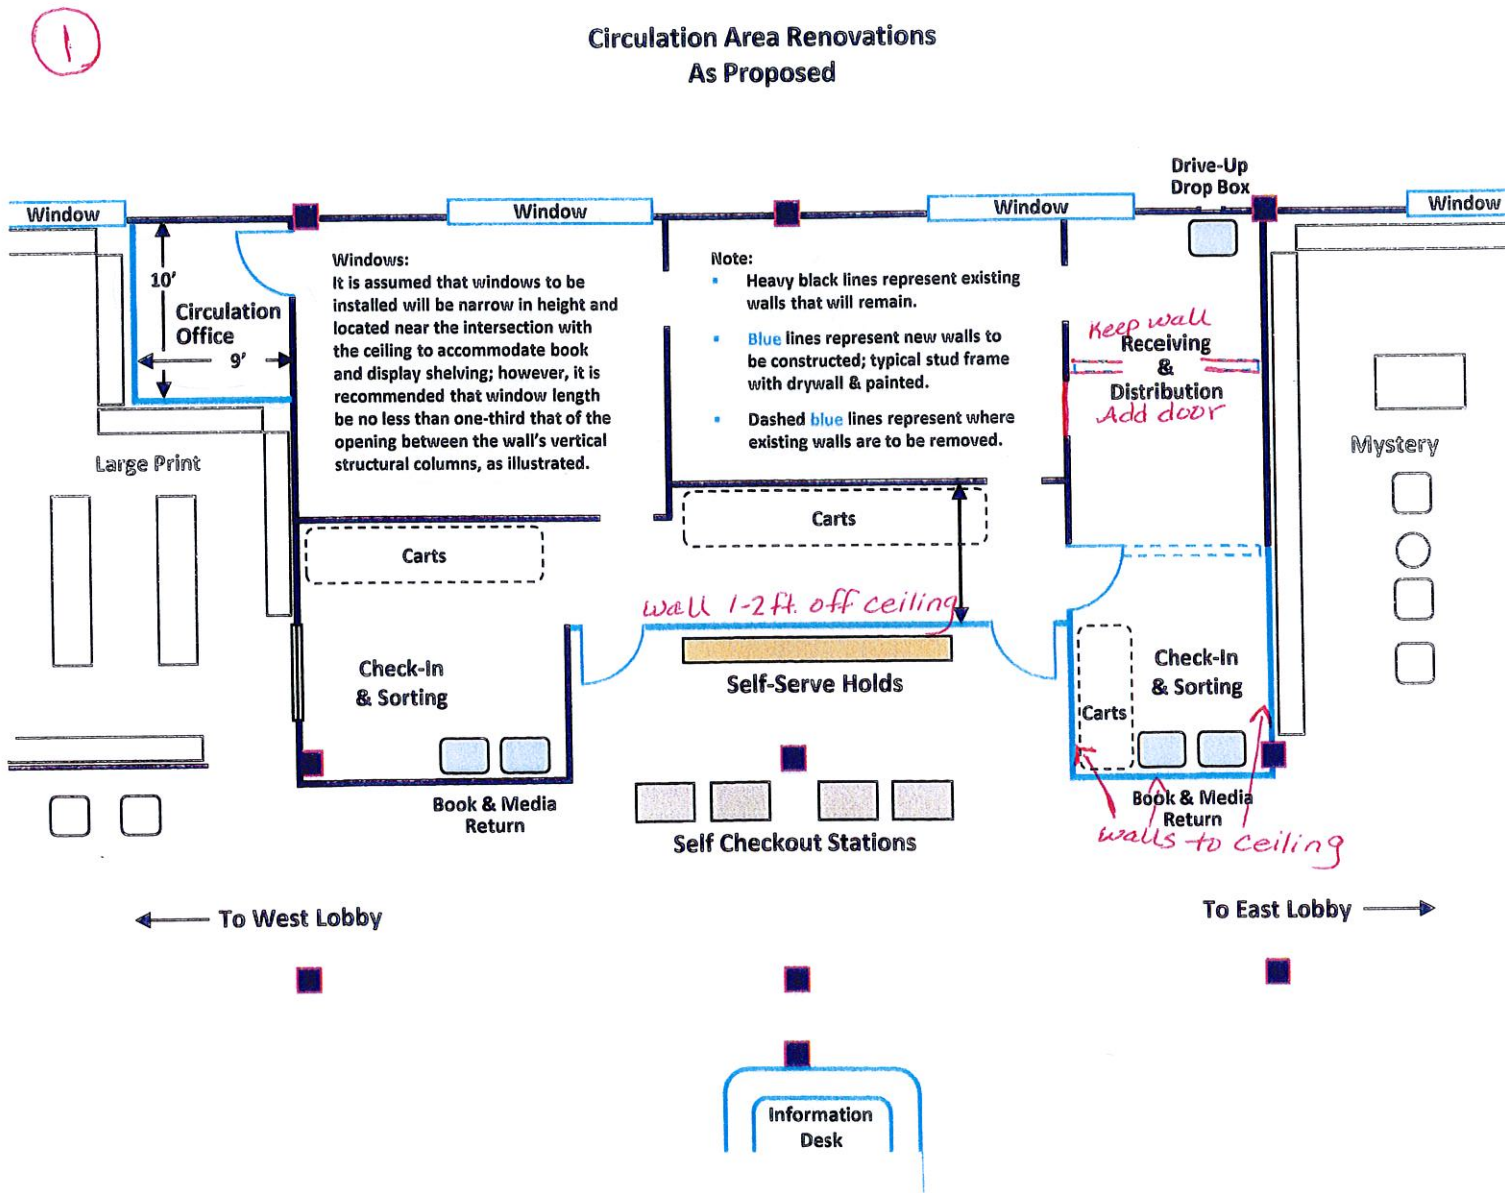 1
Circulation Area Renovations
As Proposed
Drive-Up
Drop Box
Window
Window
Window
Window
10'
Circulation
Office
9'
Windows:
It is assumed that windows to be
installed will be narrow in height and
located near the intersection with
the ceiling to accommodate book
and display shelving; however, it is
recommended that window length
be no less than one-third that of the
opening between the wall's vertical
structural columns, as illustrated.
Note:
▪ Heavy black lines represent existing
walls that will remain.
▪ Blue lines represent new walls to
be constructed; typical stud frame
with drywall & painted.
▪ Dashed blue lines represent where
existing walls are to be removed.
Keep wall
Receiving
&
Distribution
Add door
Large Print
Mystery
Carts
Carts
wall 1-2ft. off ceiling
Check-In
& Sorting
Self-Serve Holds
Check-In
& Sorting
Carts
Book & Media
Return
Self Checkout Stations
Book & Media
Return
walls to ceiling
To West Lobby
To East Lobby
Information
Desk